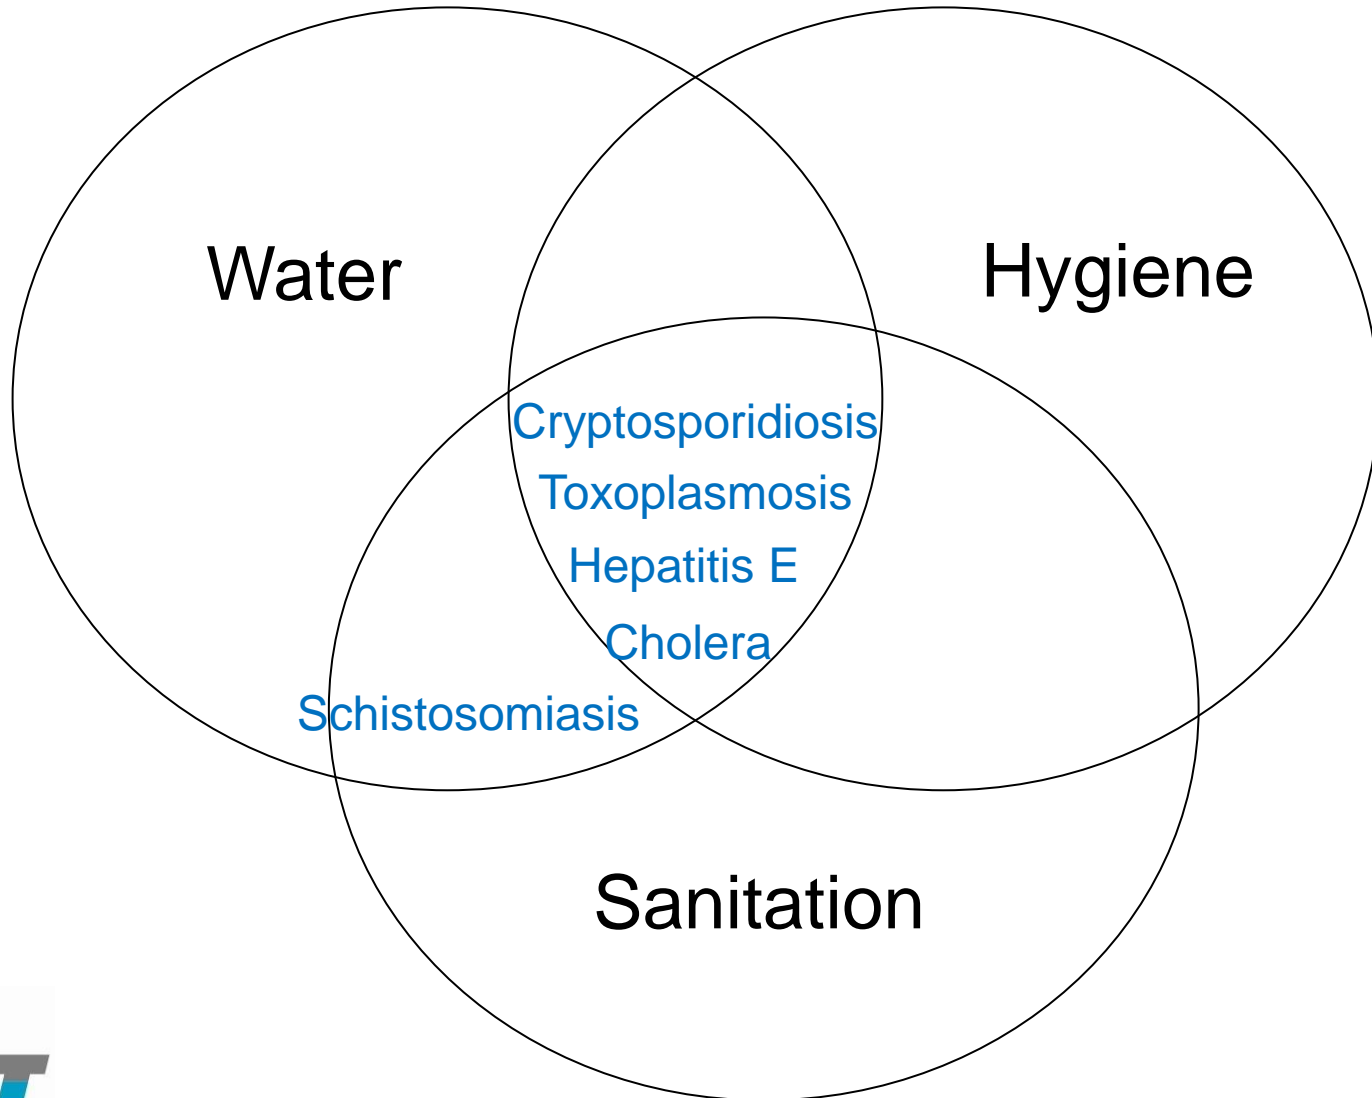 Water
Hygiene
Cryptosporidiosis
Toxoplasmosis
Hepatitis E
Cholera
Schistosomiasis
Sanitation